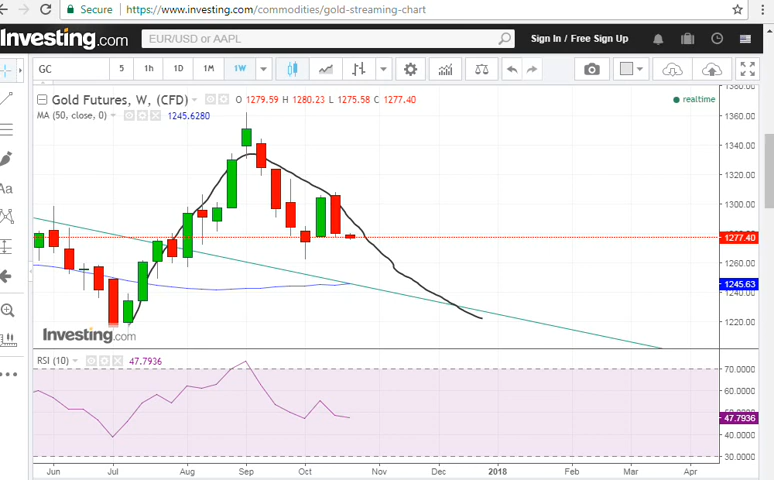 Secure
https://www.investing.com/commodities/gold-streaming-chart
Investing.com
EUR/USD or AAPL
Sign In / Free Sign Up
GC
5
1h
1D
1M
1W
Gold Futures, W, (CFD)
O 1279.59 H 1280.23 L 1275.58 C 1277.40
realtime
MA (50, close, 0)
1245.6280
1380.00
1360.00
1340.00
1320.00
1300.00
1277.40
1260.00
1245.63
1240.00
1220.00
Aa
Investing.com
RSI (10)
47.7936
70.0000
60.0000
50.0000
47.7936
40.0000
30.0000
Jun
Jul
Aug
Sep
Oct
Nov
Dec
2018
Feb
Mar
Apr